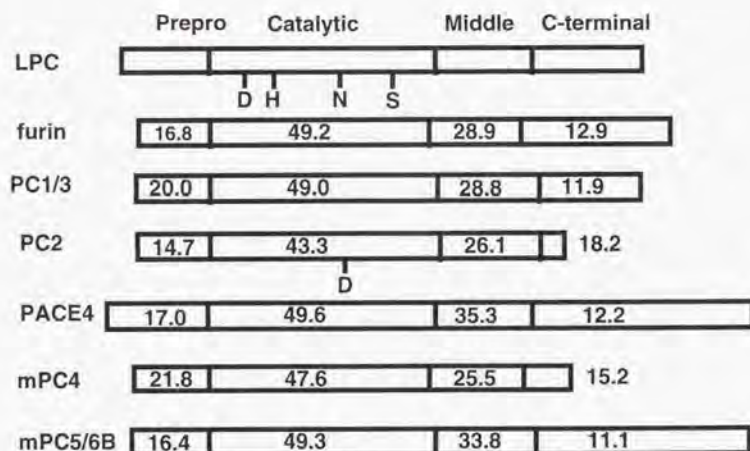 Prepro Catalytic Middle C-terminal
LPC
D H N S
furin 16.8 49.2 28.9 12.9
PC1/3 20.0 49.0 28.8 11.9
PC2 14.7 43.3 26.1 18.2
D
PACE4 17.0 49.6 35.3 12.2
mPC4 21.8 47.6 25.5 15.2
mPC5/6B 16.4 49.3 33.8 11.1